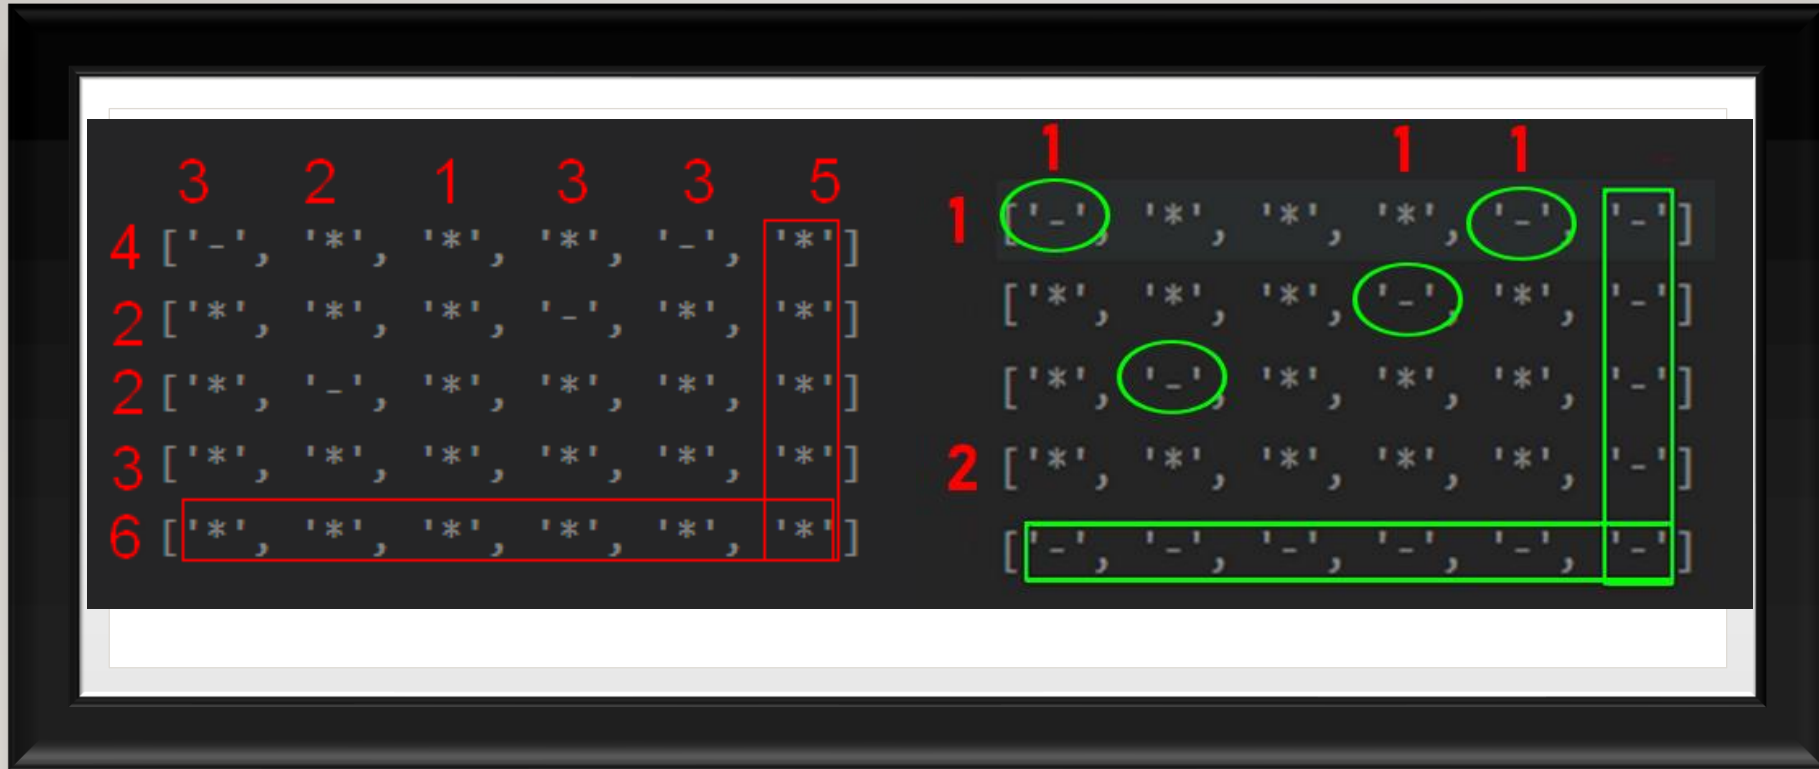 3 2 1 3 3 5
4 ['-', '*', '*', '*', '-', '*']
2 ['*', '*', '*', '-', '*', '*']
2 ['*', '-', '*', '*', '*', '*']
3 ['*', '*', '*', '*', '*', '*']
6 ['*', '*', '*', '*', '*', '*']
1 1 1
1 ['-', '*', '*', '*', '-', '-']
['*', '*', '*', '-', '*', '-']
['*', '-', '*', '*', '*', '-']
2 ['*', '*', '*', '*', '*', '-']
['-', '-', '-', '-', '-', '-']